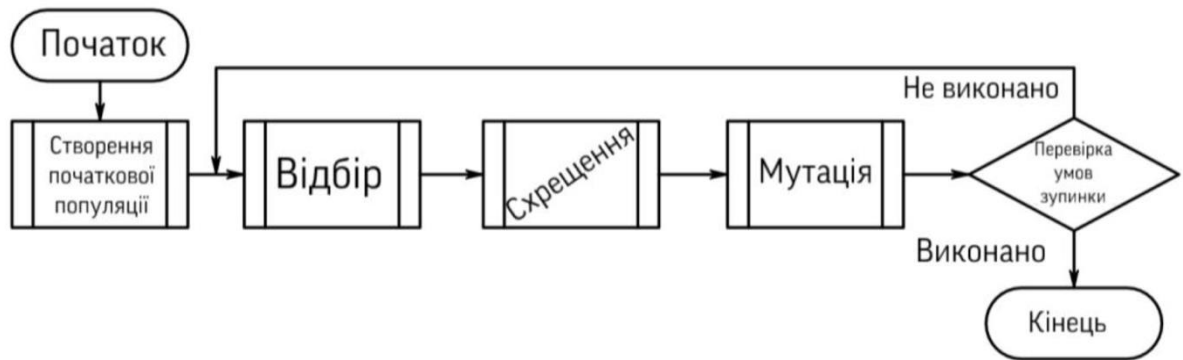 Початок
Не виконано
Створення
початкової
популяції
Відбір
Схрещення
Мутація
Перевірка
умов
зупинки
Виконано
Кінець